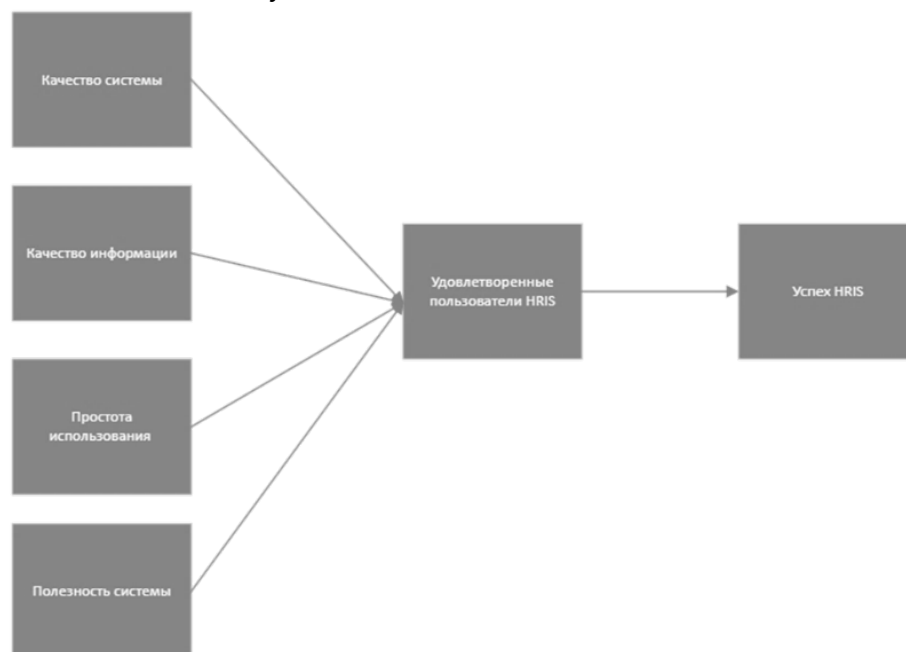 Качество системы
Качество информации
Простота
использования
Полезность системы
Удовлетворенные
пользователи HRIS
Успех HRIS